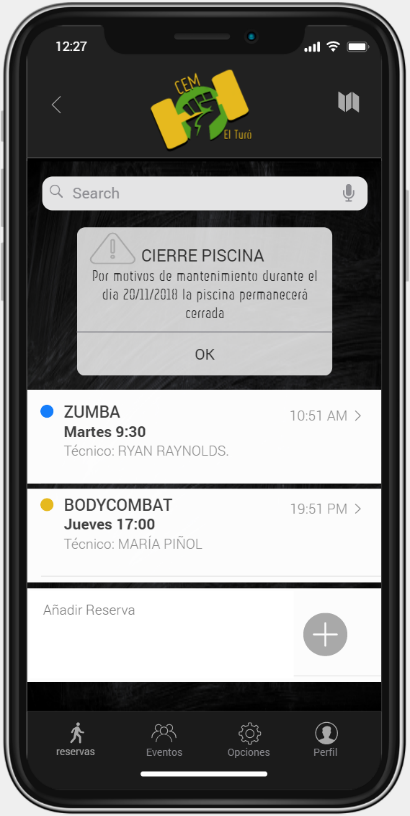 12:27
CEM
El Turó
Search
CIERRE PISCINA
Por motivos de mantenimiento durante el
día 20/11/2018 la piscina permanecerá
cerrada
OK
ZUMBA
10:51 AM
Martes 9:30
Técnico: RYAN RAYNOLDS.
BODYCOMBAT
19:51 PM
Jueves 17:00
Técnico: MARÍA PIÑOL
Añadir Reserva
reservas Eventos Opciones Perfil